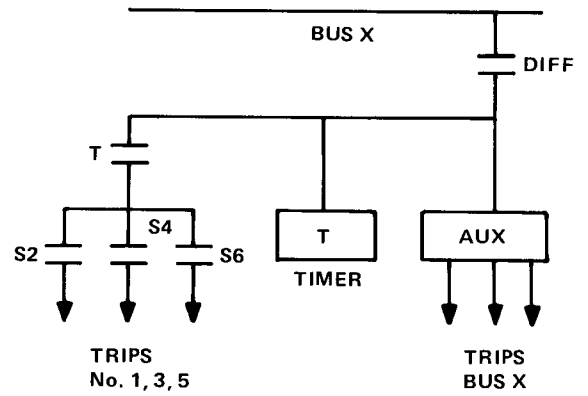 BUS X
DIFF
T
S2
S4
S6
T
TIMER
AUX
TRIPS
No. 1, 3, 5
TRIPS
BUS X